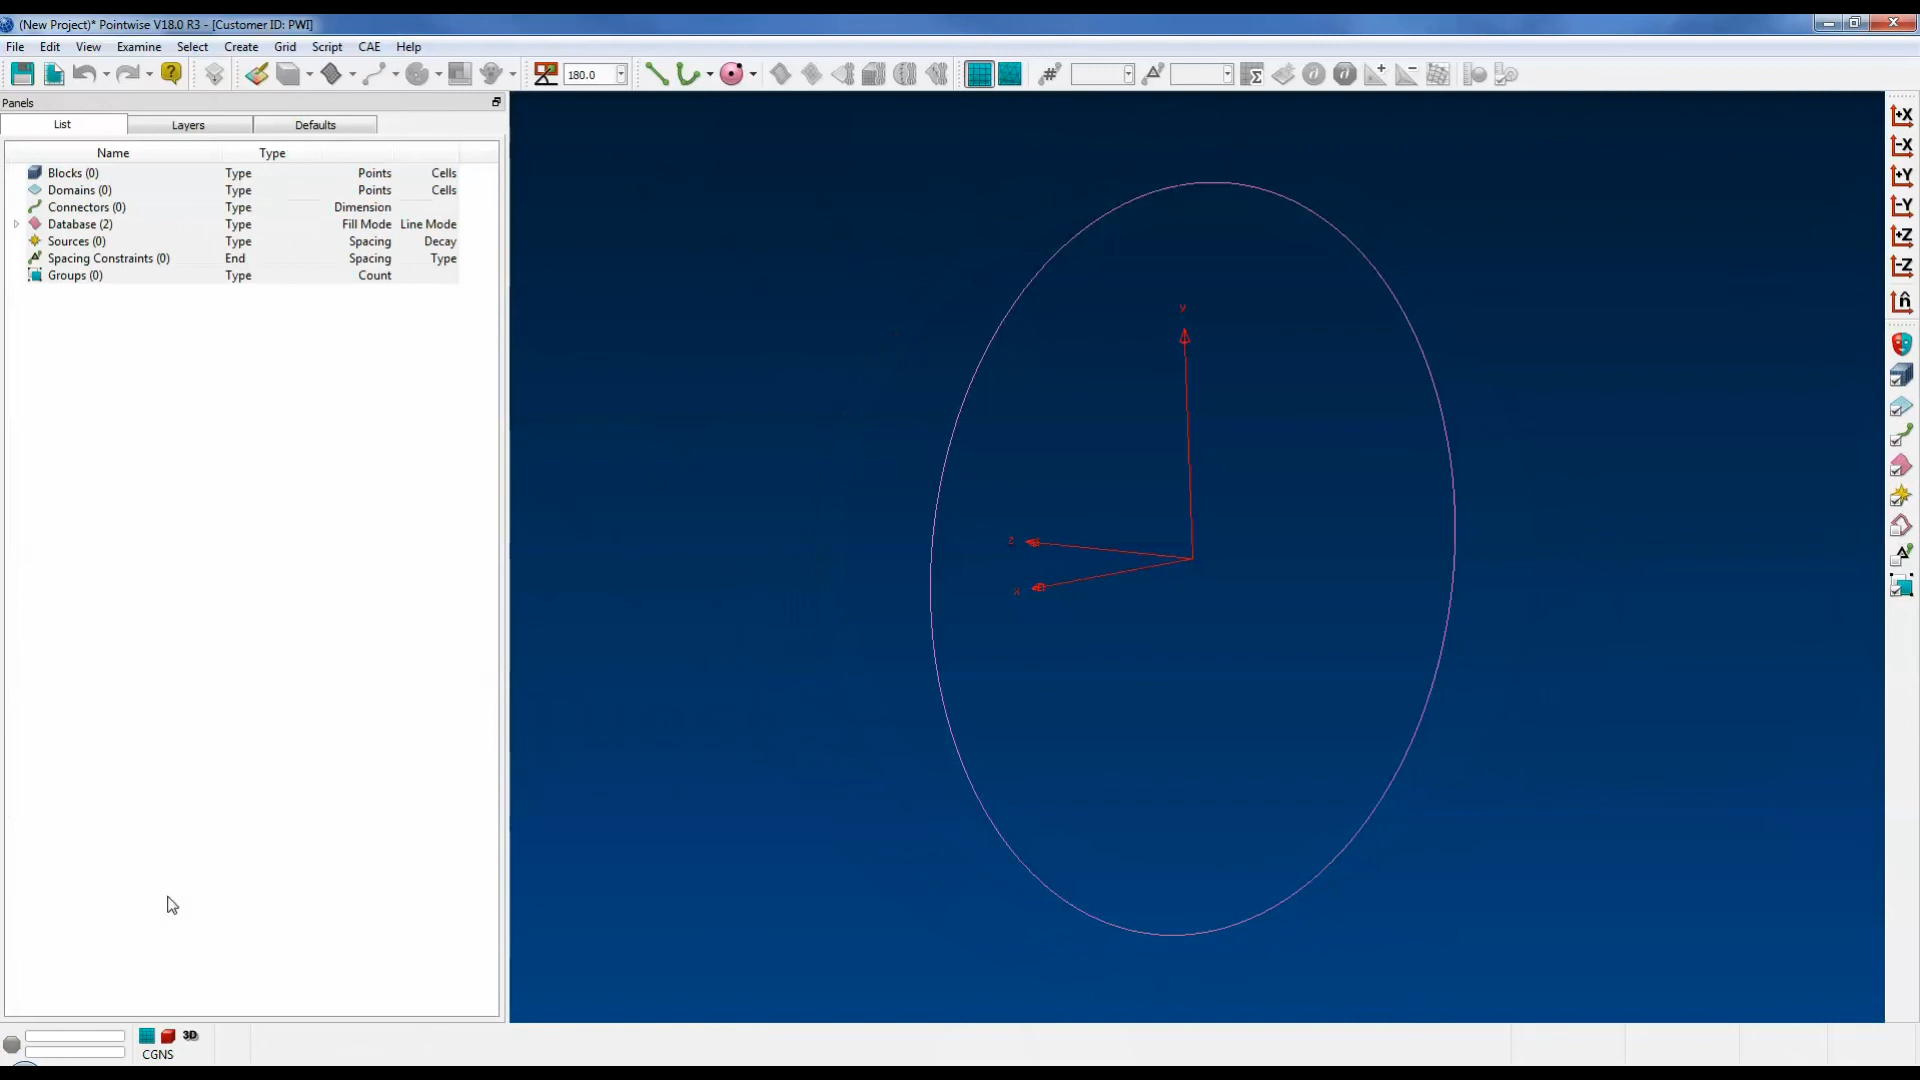 (New Project)* Pointwise V18.0 R3 - [Customer ID: PWI]
File Edit View Examine Select Create Grid Script CAE Help
180.0
Panels
List Layers Defaults
Name Type
Blocks (0) Type Points Cells
Domains (0) Type Points Cells
Connectors (0) Type Dimension
Database (2) Type Fill Mode Line Mode
Sources (0) Type Spacing Decay
Spacing Constraints (0) End Spacing Type
Groups (0) Type Count
y
z
x
+X
-X
+Y
-Y
+Z
-Z
n̂
3D
CGNS